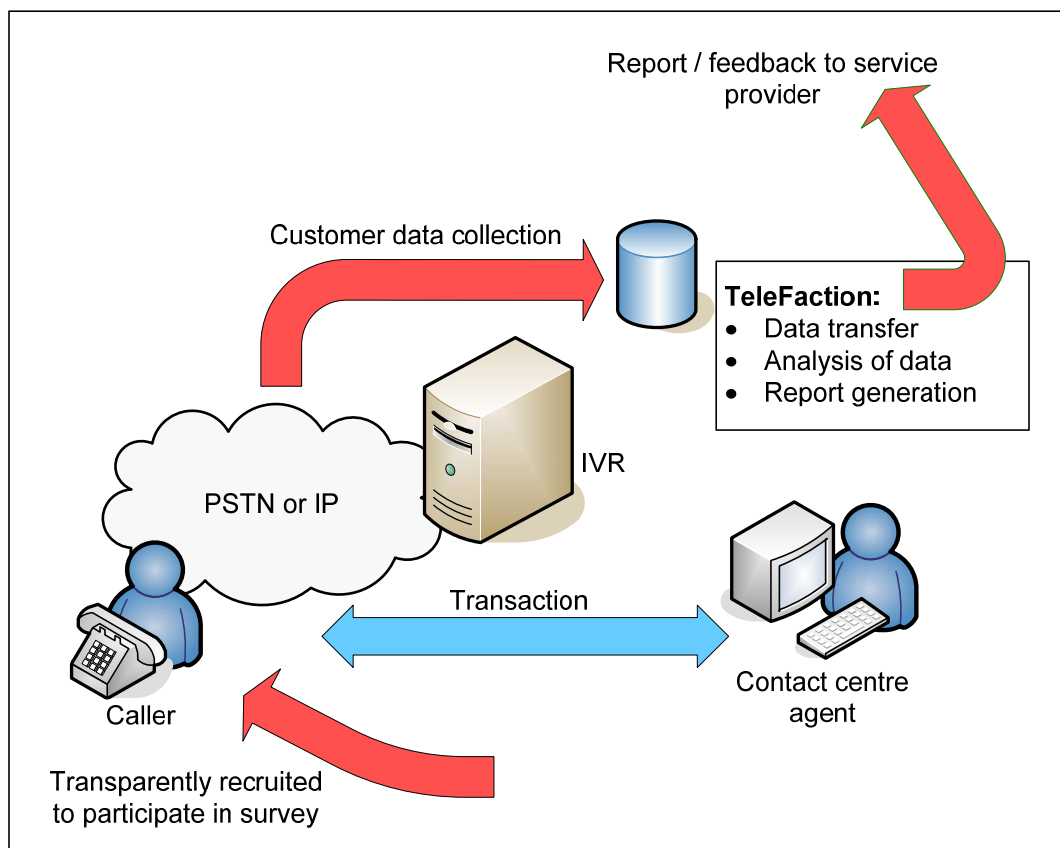 Report / feedback to service
provider
Customer data collection
TeleFaction:
• Data transfer
• Analysis of data
• Report generation
IVR
PSTN or IP
Transaction
Contact centre
agent
Caller
Transparently recruited
to participate in survey